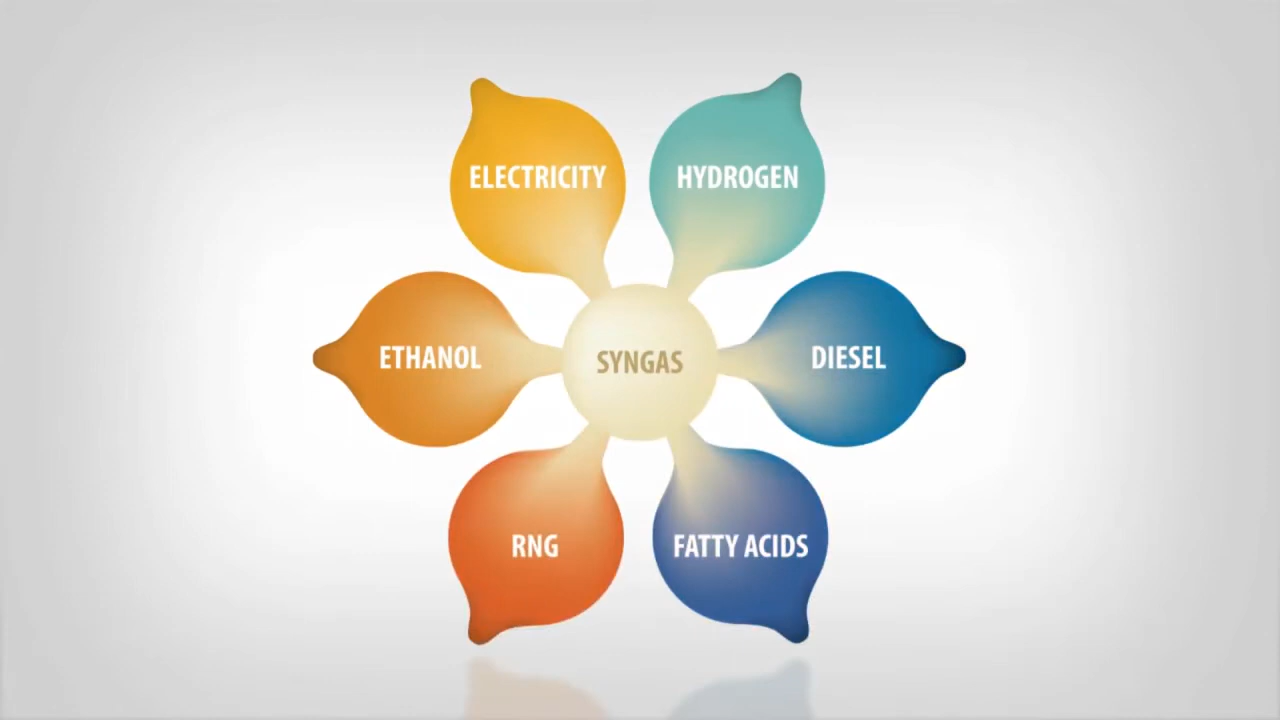 ELECTRICITY
HYDROGEN
ETHANOL
SYNGAS
DIESEL
RNG
FATTY ACIDS